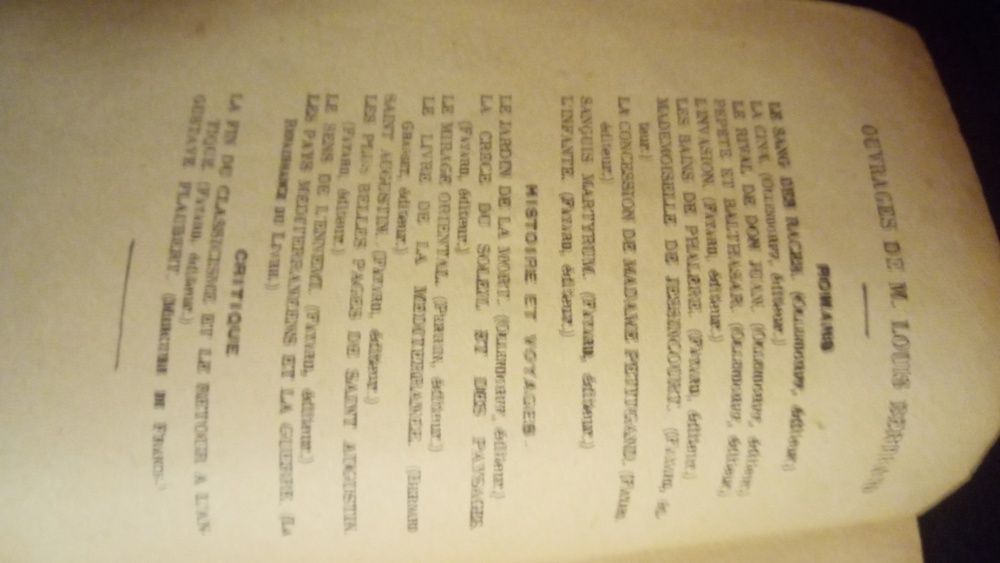 OUVRAGES DE M. LOUIS BERTRAND
ROMANS
LE SANG DES RACES. (OLLENDORFF, éditeur.)
LA CINA. (OLLENDORFF, éditeur.)
LE RIVAL DE DON JUAN. (OLLENDORFF, éditeur.)
PEPETE ET BALTHASAR. (OLLENDORFF, éditeur.)
L'INVASION. (FAYARD, éditeur.)
LES BAINS DE PHALÈRE. (FAYARD, éditeur.)
MADEMOISELLE DE JESSINCOURT. (FAYARD, édi-
teur.)
LA CONCESSION DE MADAME PETITGAND. (FAYARD,
éditeur.)
SANGUIS MARTYRUM. (FAYARD, éditeur.)
L'INFANTE. (FAYARD, éditeur.)
HISTOIRE ET VOYAGES
LE JARDIN DE LA MORT. (OLLENDORFF, éditeur.)
LA GRÈCE DU SOLEIL ET DES PAYSAGES.
(FAYARD, éditeur.)
LE MIRAGE ORIENTAL. (PERRIN, éditeur.)
LE LIVRE DE LA MÉDITERRANÉE. (BERNARD
GRASSET, éditeur.)
SAINT AUGUSTIN. (FAYARD, éditeur.)
LES PLUS BELLES PAGES DE SAINT AUGUSTIN.
(FAYARD, éditeur.)
LE SENS DE L'ENNEMI. (FAYARD, éditeur.)
LES PAYS MÉDITERRANÉENS ET LA GUERRE. (LA
RENAISSANCE DU LIVRE.)
CRITIQUE
LA FIN DU CLASSICISME ET LE RETOUR A L'AN-
TIQUE. (FAYARD, éditeur.)
GUSTAVE FLAUBERT. (MERCURE DE FRANCE.)